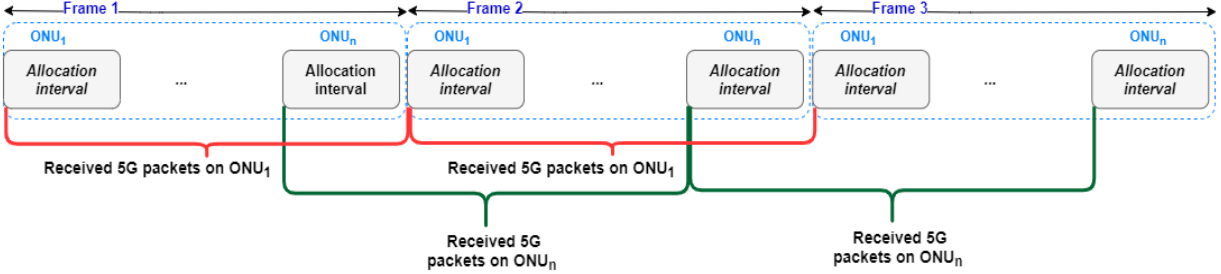 Frame 1
Frame 2
Frame 3
ONU1
ONUn
ONU1
ONUn
ONU1
ONUn
Allocation
interval
...
Allocation
interval
Allocation
interval
...
Allocation
interval
Allocation
interval
...
Allocation
interval
Received 5G packets on ONU1
Received 5G packets on ONU1
Received 5G
packets on ONUn
Received 5G
packets on ONUn